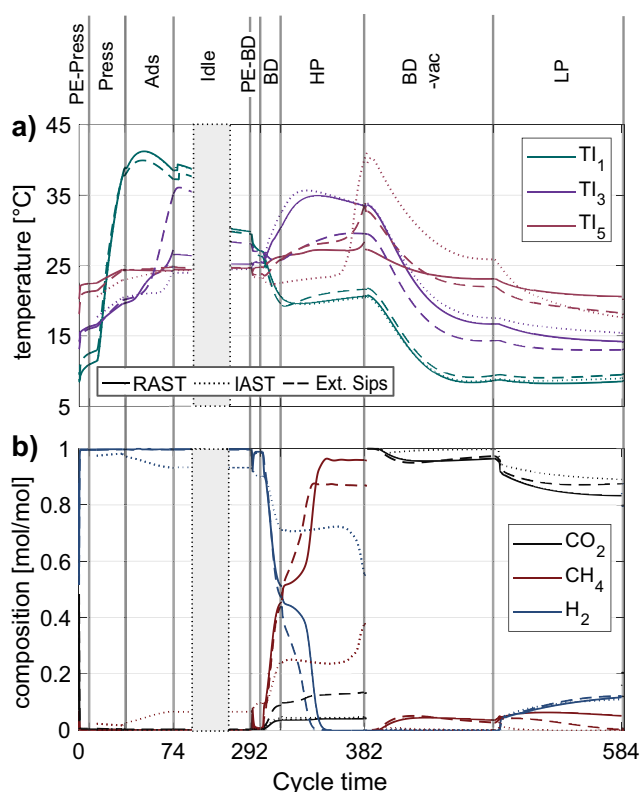 PE-Press
Press
Ads
Idle
PE-BD
BD
HP
BD
-vac
LP
a)
45
35
25
15
5
temperature [°C]
TI₁
TI₃
TI₅
RAST
IAST
Ext. Sips
b)
1
0.8
0.6
0.4
0.2
0
composition [mol/mol]
CO₂
CH₄
H₂
0
74
292
382
584
Cycle time